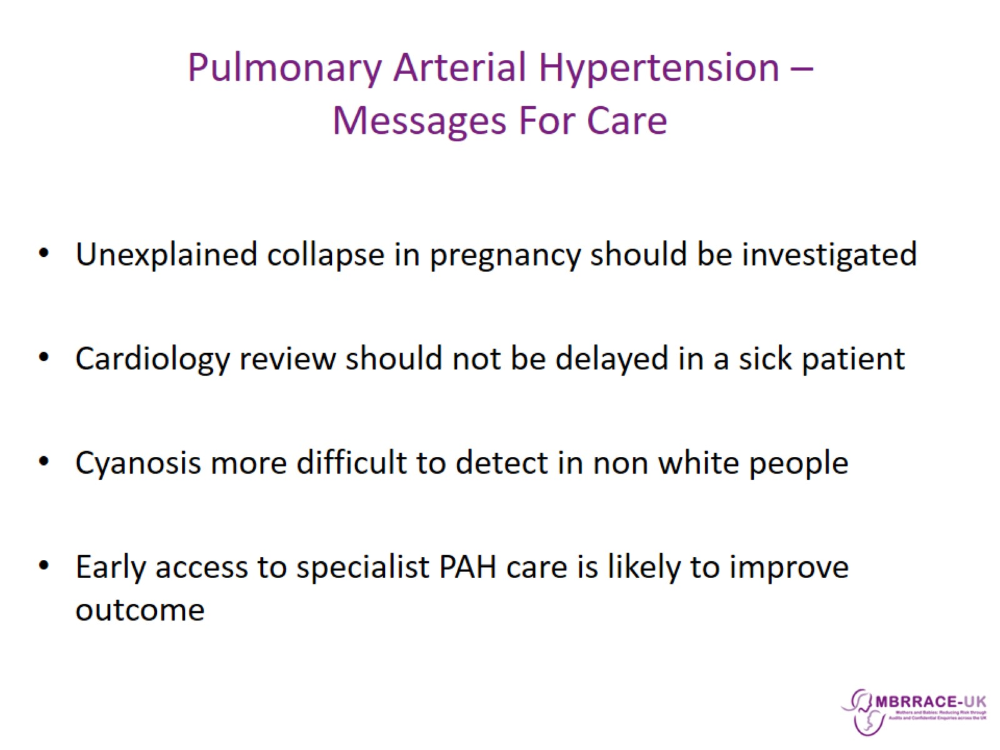 Pulmonary Arterial Hypertension –
Messages For Care
• Unexplained collapse in pregnancy should be investigated
• Cardiology review should not be delayed in a sick patient
• Cyanosis more difficult to detect in non white people
• Early access to specialist PAH care is likely to improve
outcome
MBRRACE-UK
Mothers and Babies: Reducing Risk through
Audits and Confidential Enquiries across the UK